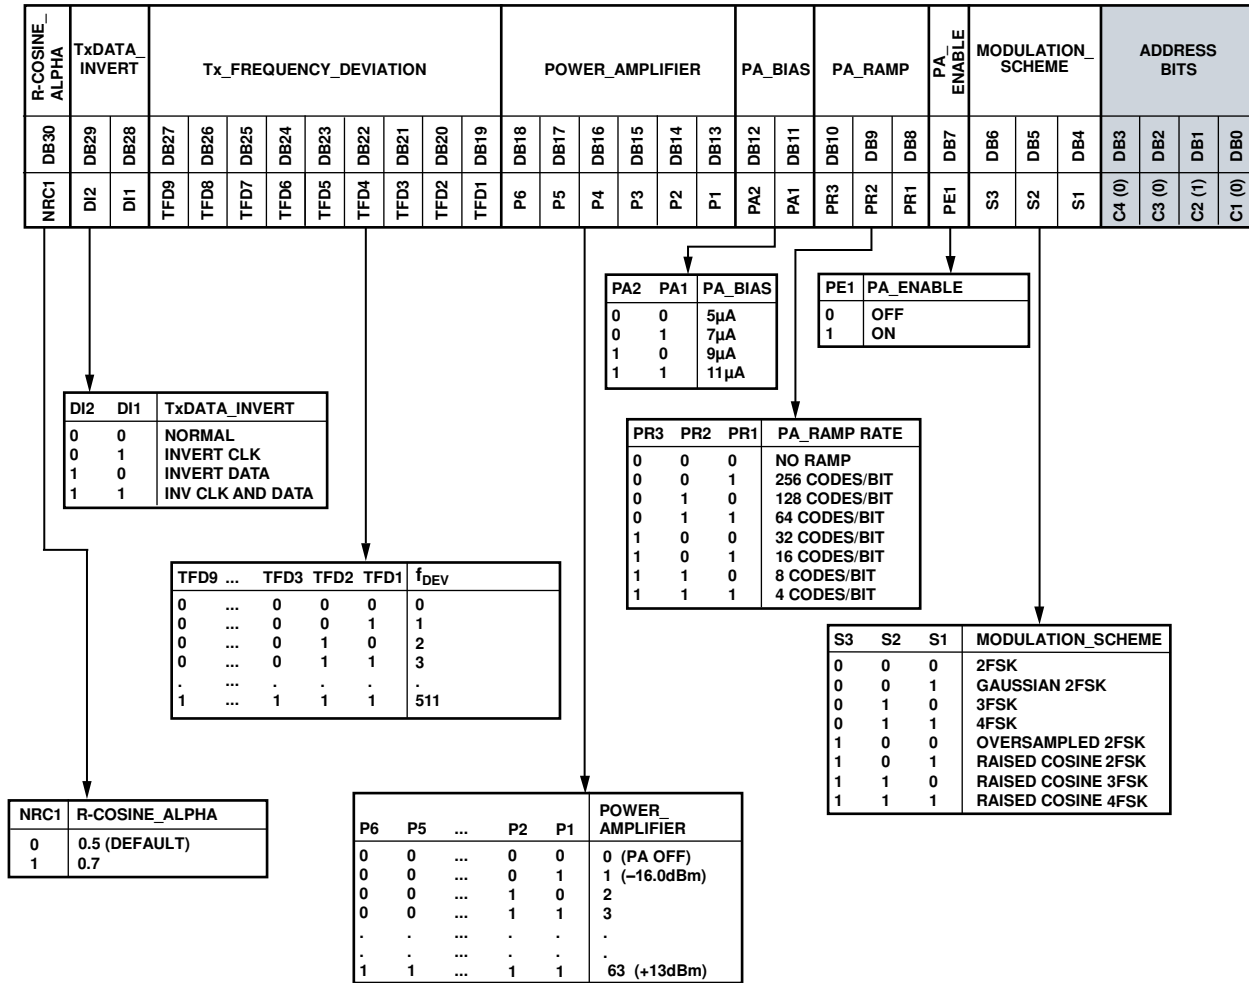 R-COSINE_ ALPHA
TxDATA_ INVERT
Tx_FREQUENCY_DEVIATION
POWER_AMPLIFIER
PA_BIAS
PA_RAMP
PA_ ENABLE
MODULATION_ SCHEME
ADDRESS BITS
DB30 DB29 DB28 DB27 DB26 DB25 DB24 DB23 DB22 DB21 DB20 DB19 DB18 DB17 DB16 DB15 DB14 DB13 DB12 DB11 DB10 DB9 DB8 DB7 DB6 DB5 DB4 DB3 DB2 DB1 DB0
NRC1 DI2 DI1 TFD9 TFD8 TFD7 TFD6 TFD5 TFD4 TFD3 TFD2 TFD1 P6 P5 P4 P3 P2 P1 PA2 PA1 PR3 PR2 PR1 PE1 S3 S2 S1 C4 (0) C3 (0) C2 (1) C1 (0)
PA2 PA1 PA_BIAS
0 0 5µA
0 1 7µA
1 0 9µA
1 1 11µA
PE1 PA_ENABLE
0 OFF
1 ON
DI2 DI1 TxDATA_INVERT
0 0 NORMAL
0 1 INVERT CLK
1 0 INVERT DATA
1 1 INV CLK AND DATA
PR3 PR2 PR1 PA_RAMP RATE
0 0 0 NO RAMP
0 0 1 256 CODES/BIT
0 1 0 128 CODES/BIT
0 1 1 64 CODES/BIT
1 0 0 32 CODES/BIT
1 0 1 16 CODES/BIT
1 1 0 8 CODES/BIT
1 1 1 4 CODES/BIT
TFD9 ... TFD3 TFD2 TFD1 fDEV
0 ... 0 0 0 0
0 ... 0 0 1 1
0 ... 0 1 0 2
0 ... 0 1 1 3
. ... . . . .
1 ... 1 1 1 511
S3 S2 S1 MODULATION_SCHEME
0 0 0 2FSK
0 0 1 GAUSSIAN 2FSK
0 1 0 3FSK
0 1 1 4FSK
1 0 0 OVERSAMPLED 2FSK
1 0 1 RAISED COSINE 2FSK
1 1 0 RAISED COSINE 3FSK
1 1 1 RAISED COSINE 4FSK
NRC1 R-COSINE_ALPHA
0 0.5 (DEFAULT)
1 0.7
P6 P5 ... P2 P1 POWER_ AMPLIFIER
0 0 ... 0 0 0 (PA OFF)
0 0 ... 0 1 1 (–16.0dBm)
0 0 ... 1 0 2
0 0 ... 1 1 3
. . ... . . .
. . ... . . .
1 1 ... 1 1 63 (+13dBm)